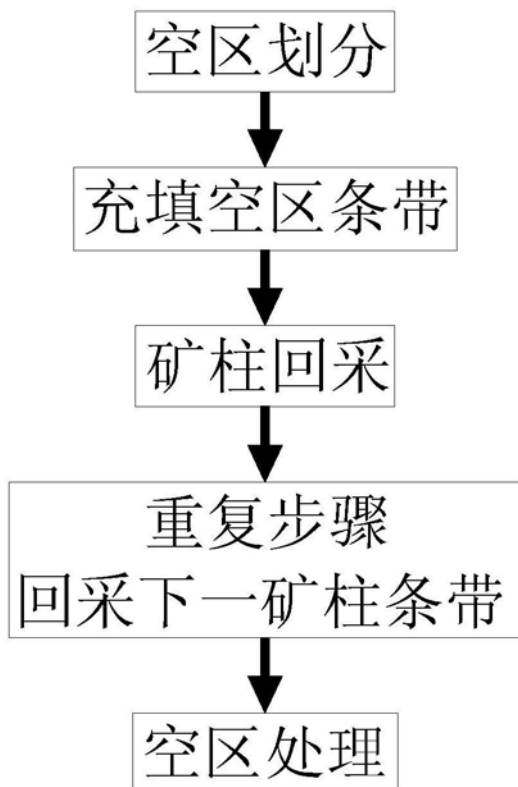 空区划分
充填空区条带
矿柱回采
重复步骤
回采下一矿柱条带
空区处理